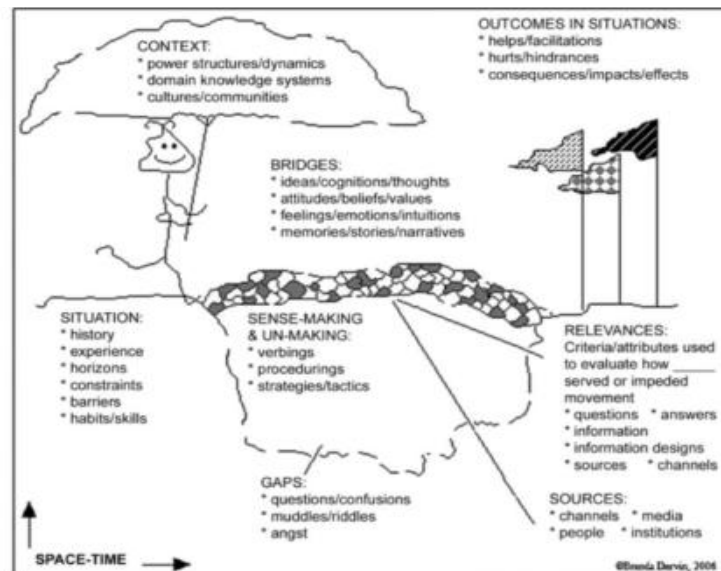 CONTEXT:
* power structures/dynamics
* domain knowledge systems
* cultures/communities
OUTCOMES IN SITUATIONS:
* helps/facilitations
* hurts/hindrances
* consequences/impacts/effects
BRIDGES:
* ideas/cognitions/thoughts
* attitudes/beliefs/values
* feelings/emotions/intuitions
* memories/stories/narratives
SITUATION:
* history
* experience
* horizons
* constraints
* barriers
* habits/skills
SENSE-MAKING
& UN-MAKING:
* verbings
* procedurings
* strategies/tactics
RELEVANCES:
Criteria/attributes used
to evaluate how _____
served or impeded
movement
* questions * answers
* information
* information designs
* sources * channels
GAPS:
* questions/confusions
* muddles/riddles
* angst
SOURCES:
* channels * media
* people * institutions
SPACE-TIME
©Brenda Dervin, 2006